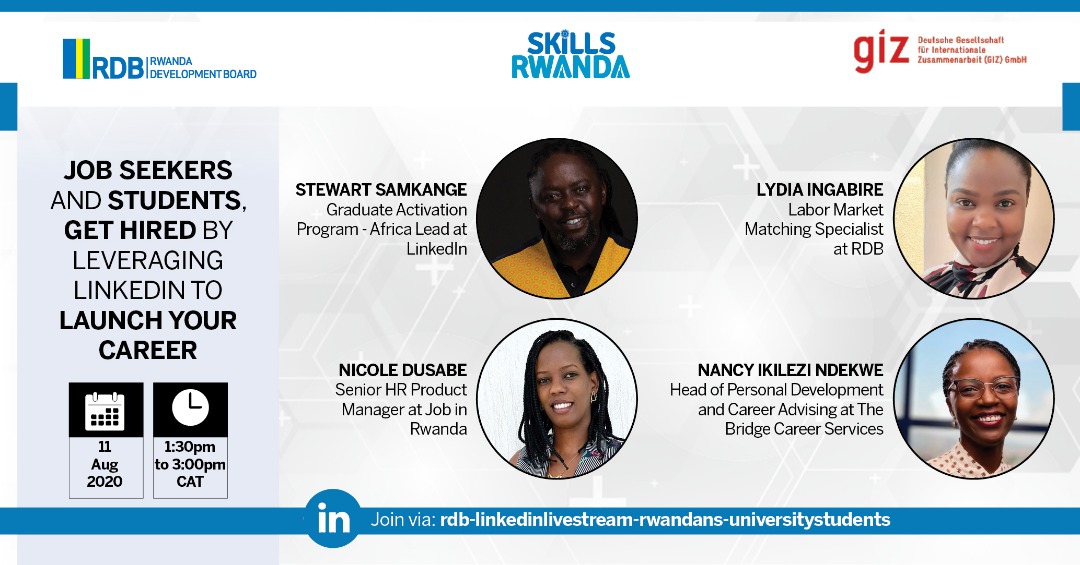 RDB
RWANDA
DEVELOPMENT BOARD
SKILLS
RWANDA
giz
Deutsche Gesellschaft
für Internationale
Zusammenarbeit (GIZ) GmbH
JOB SEEKERS
AND STUDENTS,
GET HIRED BY
LEVERAGING
LINKEDIN TO
LAUNCH YOUR
CAREER
11
Aug
2020
1:30pm
to 3:00pm
CAT
STEWART SAMKANGE
Graduate Activation
Program - Africa Lead at
LinkedIn
LYDIA INGABIRE
Labor Market
Matching Specialist
at RDB
NICOLE DUSABE
Senior HR Product
Manager at Job in
Rwanda
NANCY IKILEZI NDEKWE
Head of Personal Development
and Career Advising at The
Bridge Career Services
in
Join via: rdb-linkedinlivestream-rwandans-universitystudents